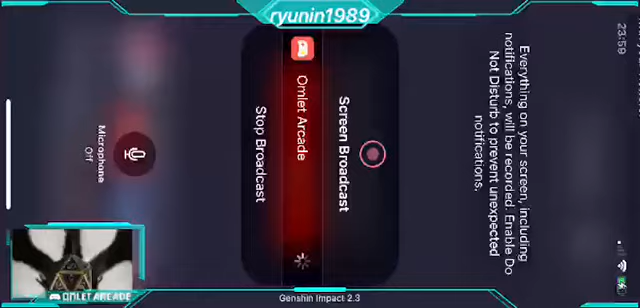 ryunin1989
23:59
Everything on your screen, including
notifications, will be recorded. Enable Do
Not Disturb to prevent unexpected
notifications.
Screen Broadcast
Omlet Arcade
Stop Broadcast
Microphone
Off
OMLET ARCADE
Genshin Impact 2.3